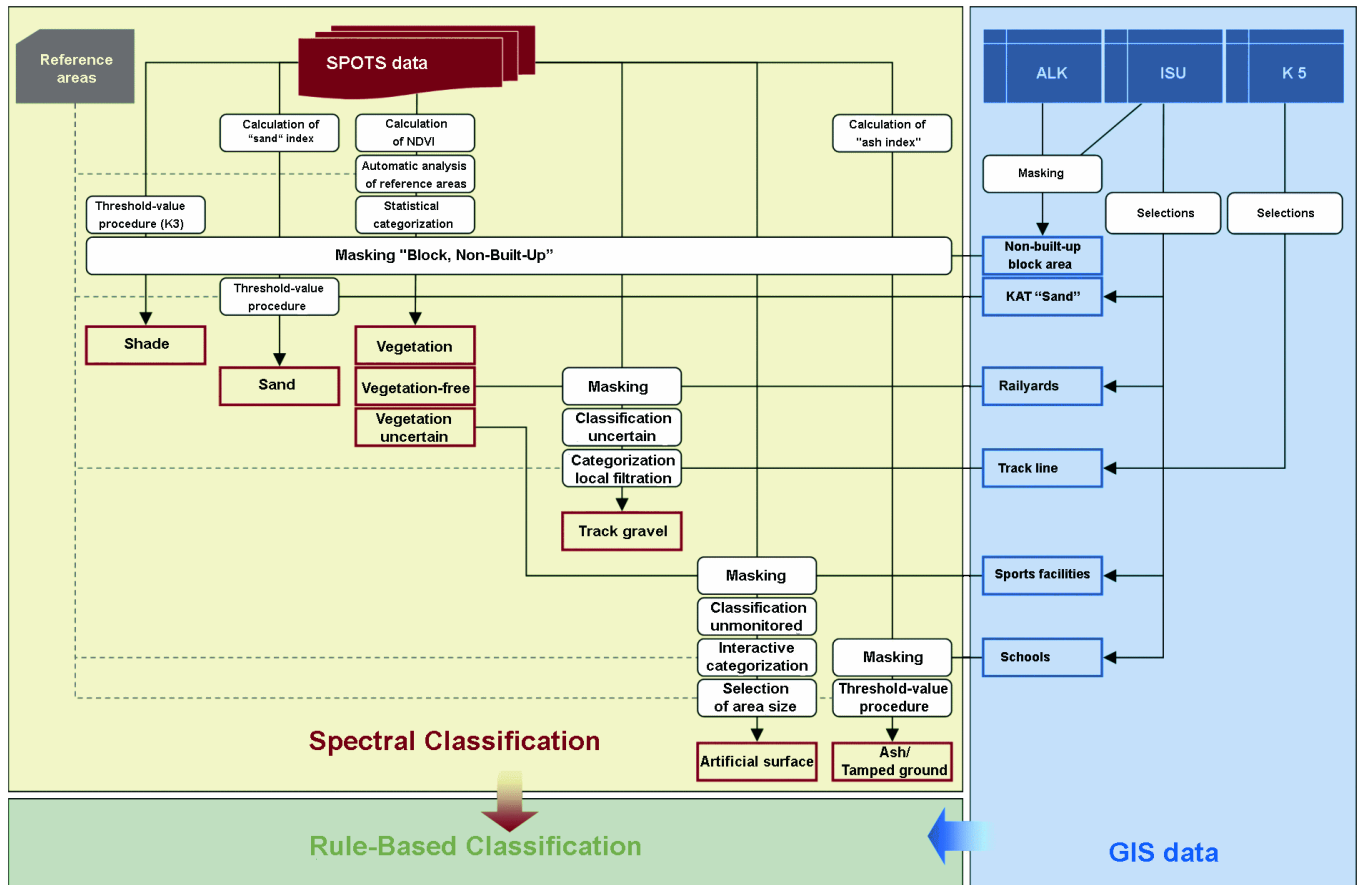 Reference
areas
SPOTS data
ALK
ISU
K 5
Calculation of
"sand" index
Calculation
of NDVI
Calculation of
"ash index"
Automatic analysis
of reference areas
Masking
Threshold-value
procedure (K3)
Statistical
categorization
Selections
Selections
Masking "Block, Non-Built-Up"
Non-built-up
block area
Threshold-value
procedure
KAT "Sand"
Shade
Vegetation
Sand
Vegetation-free
Masking
Railyards
Vegetation
uncertain
Classification
uncertain
Categorization
local filtration
Track line
Track gravel
Masking
Sports facilities
Classification
unmonitored
Interactive
categorization
Masking
Schools
Selection
of area size
Threshold-value
procedure
Spectral Classification
Artificial surface
Ash/
Tamped ground
Rule-Based Classification
GIS data